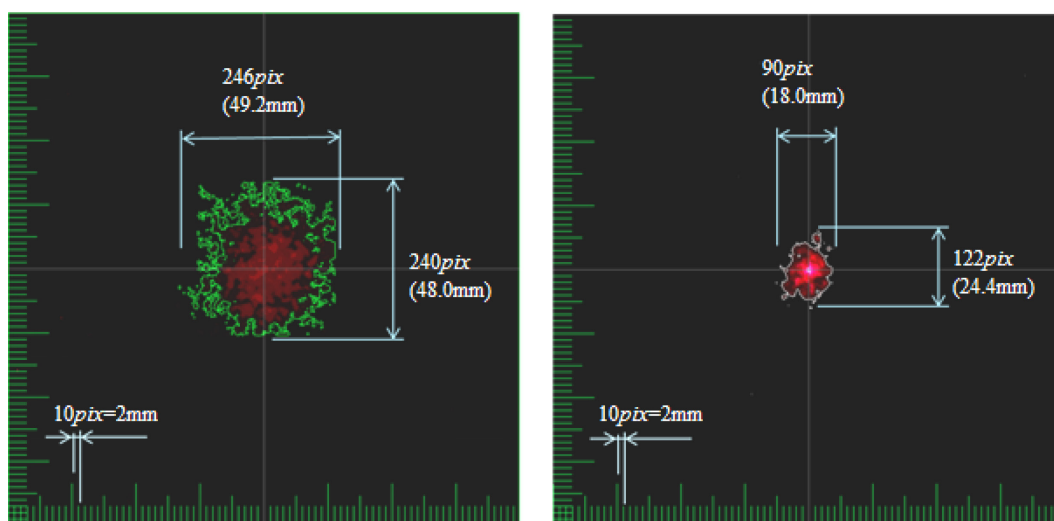 246pix
(49.2mm)
240pix
(48.0mm)
10pix=2mm
90pix
(18.0mm)
122pix
(24.4mm)
10pix=2mm